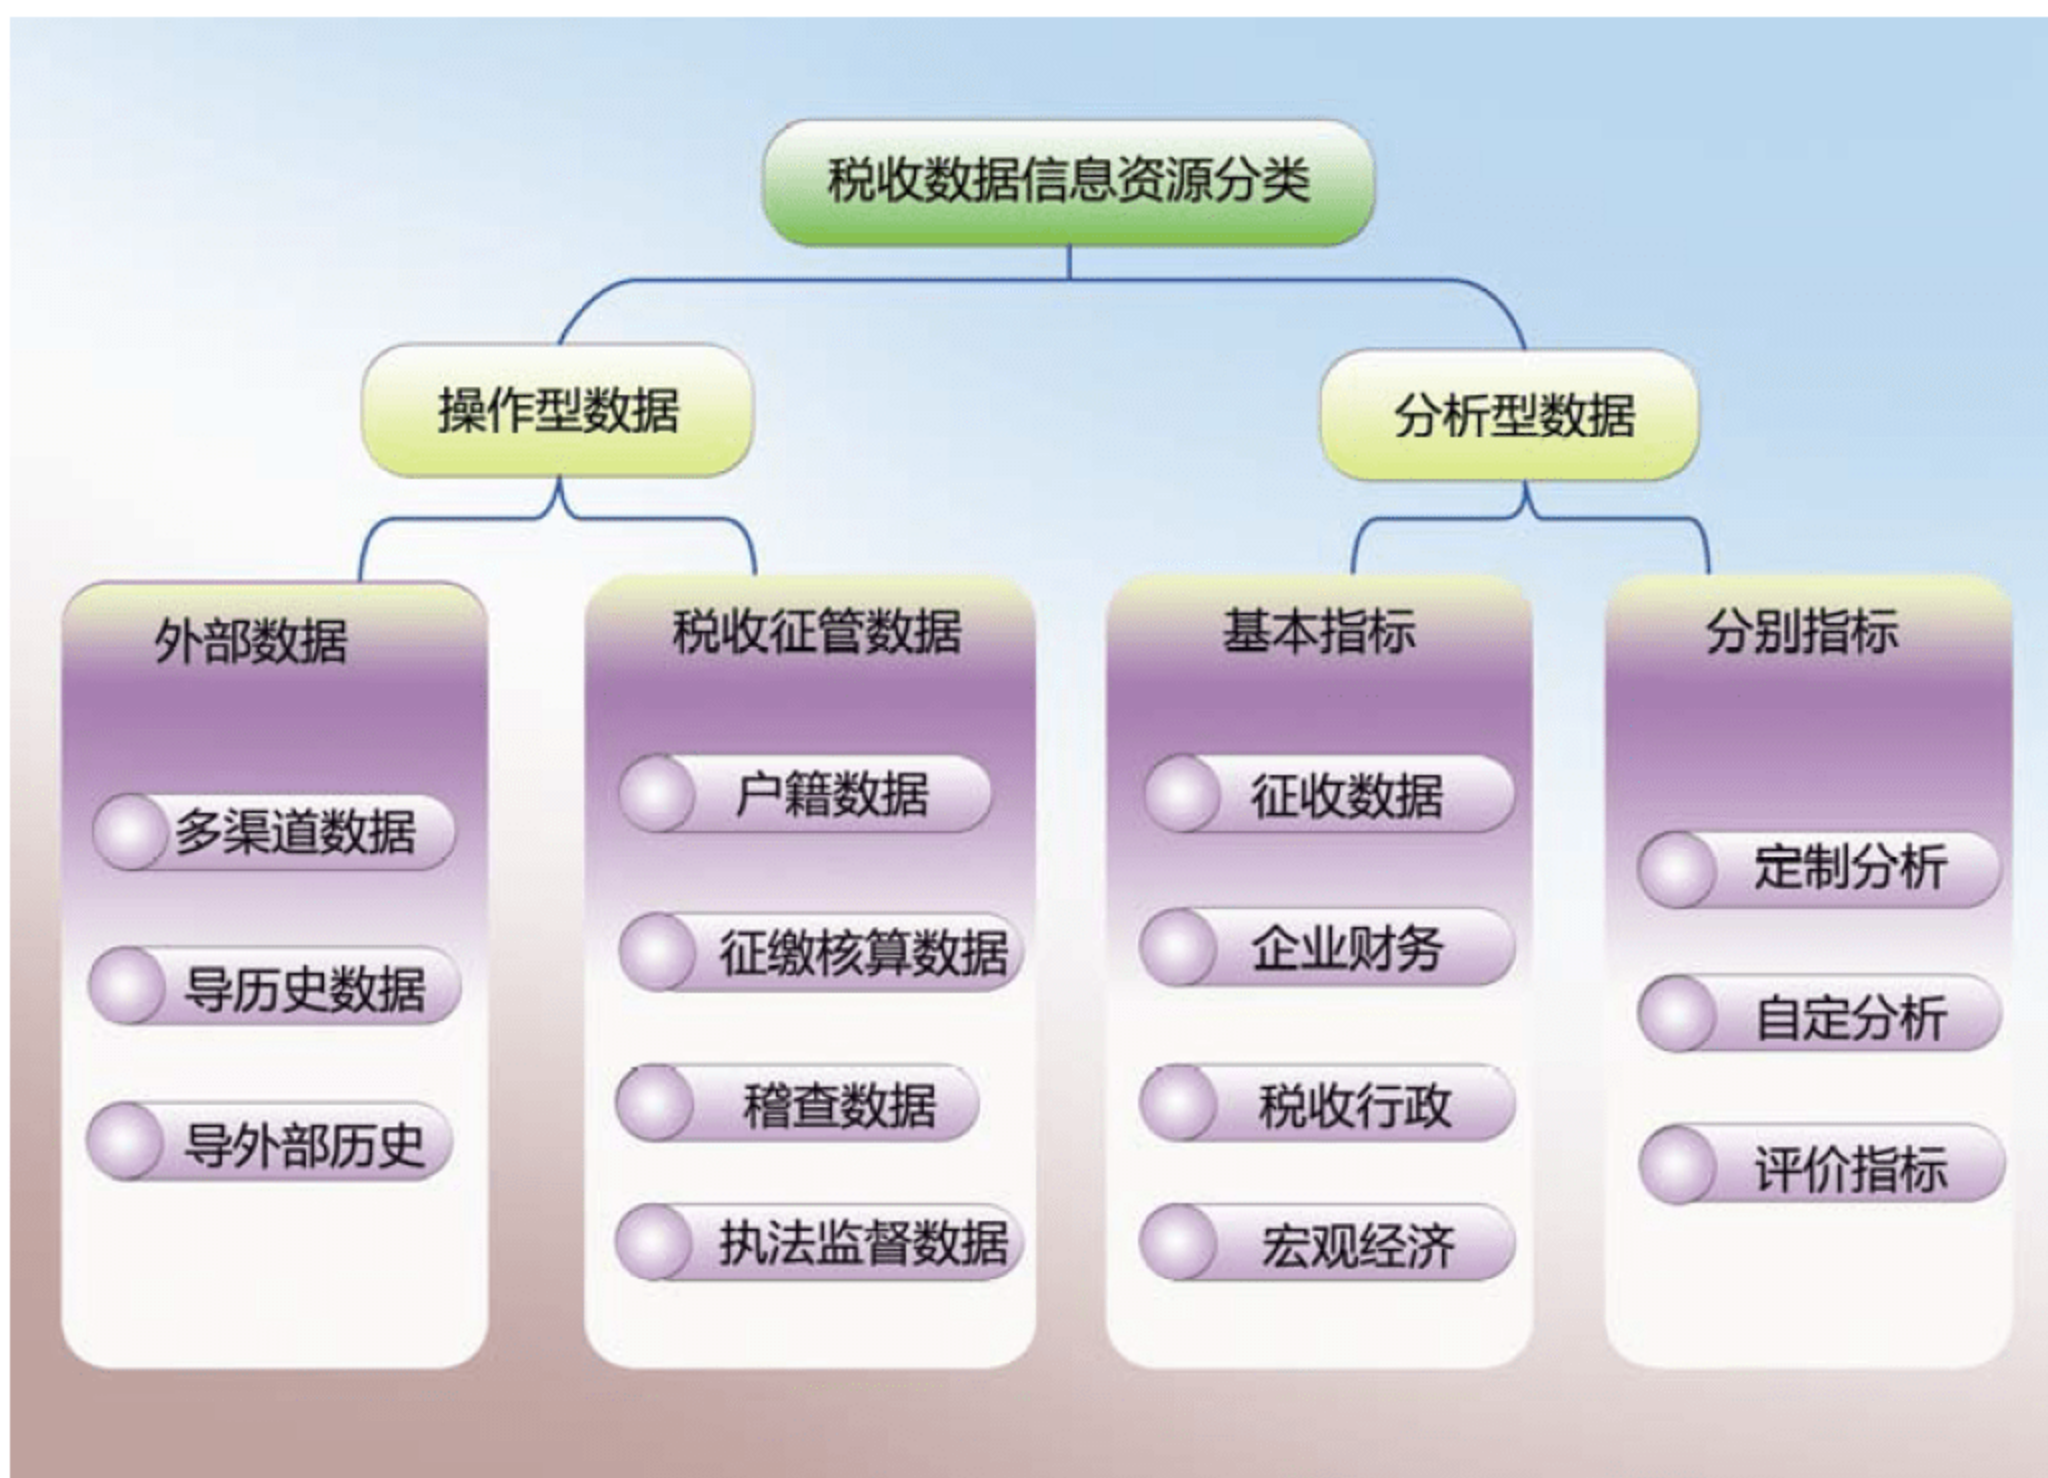 税收数据信息资源分类
操作型数据
分析型数据
外部数据
多渠道数据
导历史数据
导外部历史
税收征管数据
户籍数据
征缴核算数据
稽查数据
执法监督数据
基本指标
征收数据
企业财务
税收行政
宏观经济
分别指标
定制分析
自定分析
评价指标